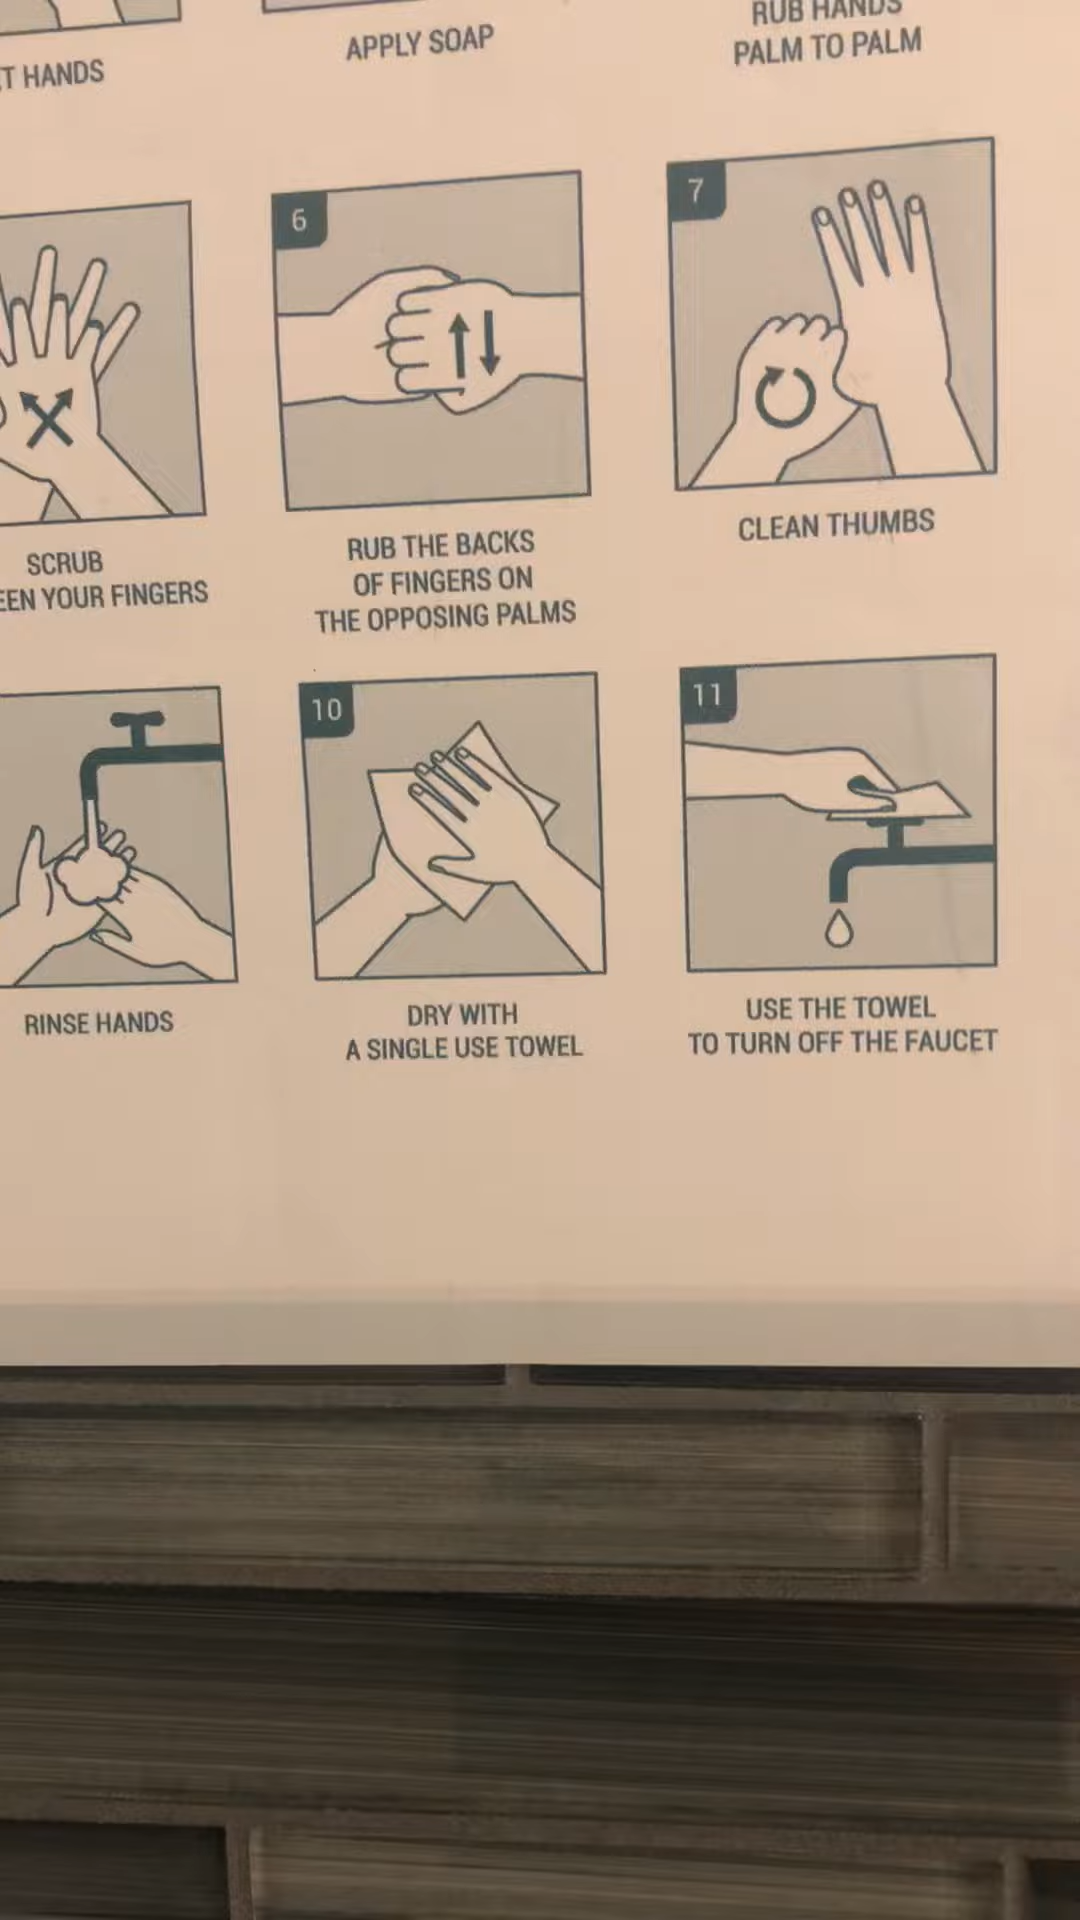 T HANDS
APPLY SOAP
RUB HANDS
PALM TO PALM
6
7
SCRUB
EEN YOUR FINGERS
RUB THE BACKS
OF FINGERS ON
THE OPPOSING PALMS
CLEAN THUMBS
10
11
RINSE HANDS
DRY WITH
A SINGLE USE TOWEL
USE THE TOWEL
TO TURN OFF THE FAUCET